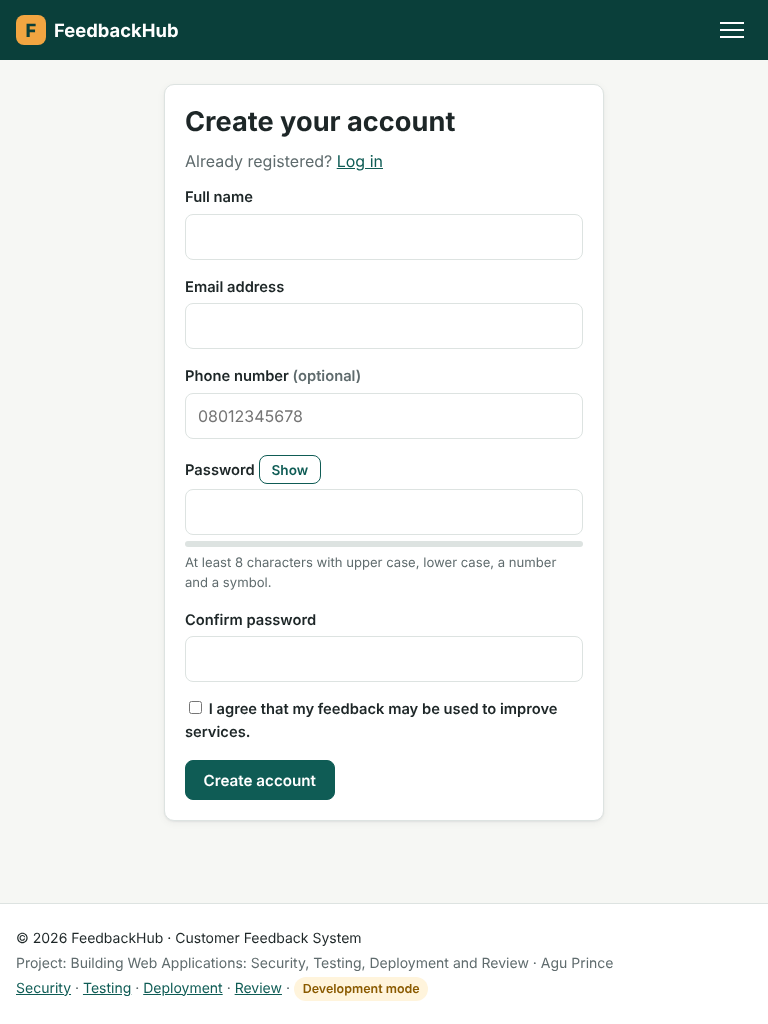 F FeedbackHub
Create your account
Already registered? Log in
Full name
Email address
Phone number (optional)
08012345678
Password Show
At least 8 characters with upper case, lower case, a number
and a symbol.
Confirm password
I agree that my feedback may be used to improve
services.
Create account
© 2026 FeedbackHub · Customer Feedback System
Project: Building Web Applications: Security, Testing, Deployment and Review · Agu Prince
Security · Testing · Deployment · Review · Development mode